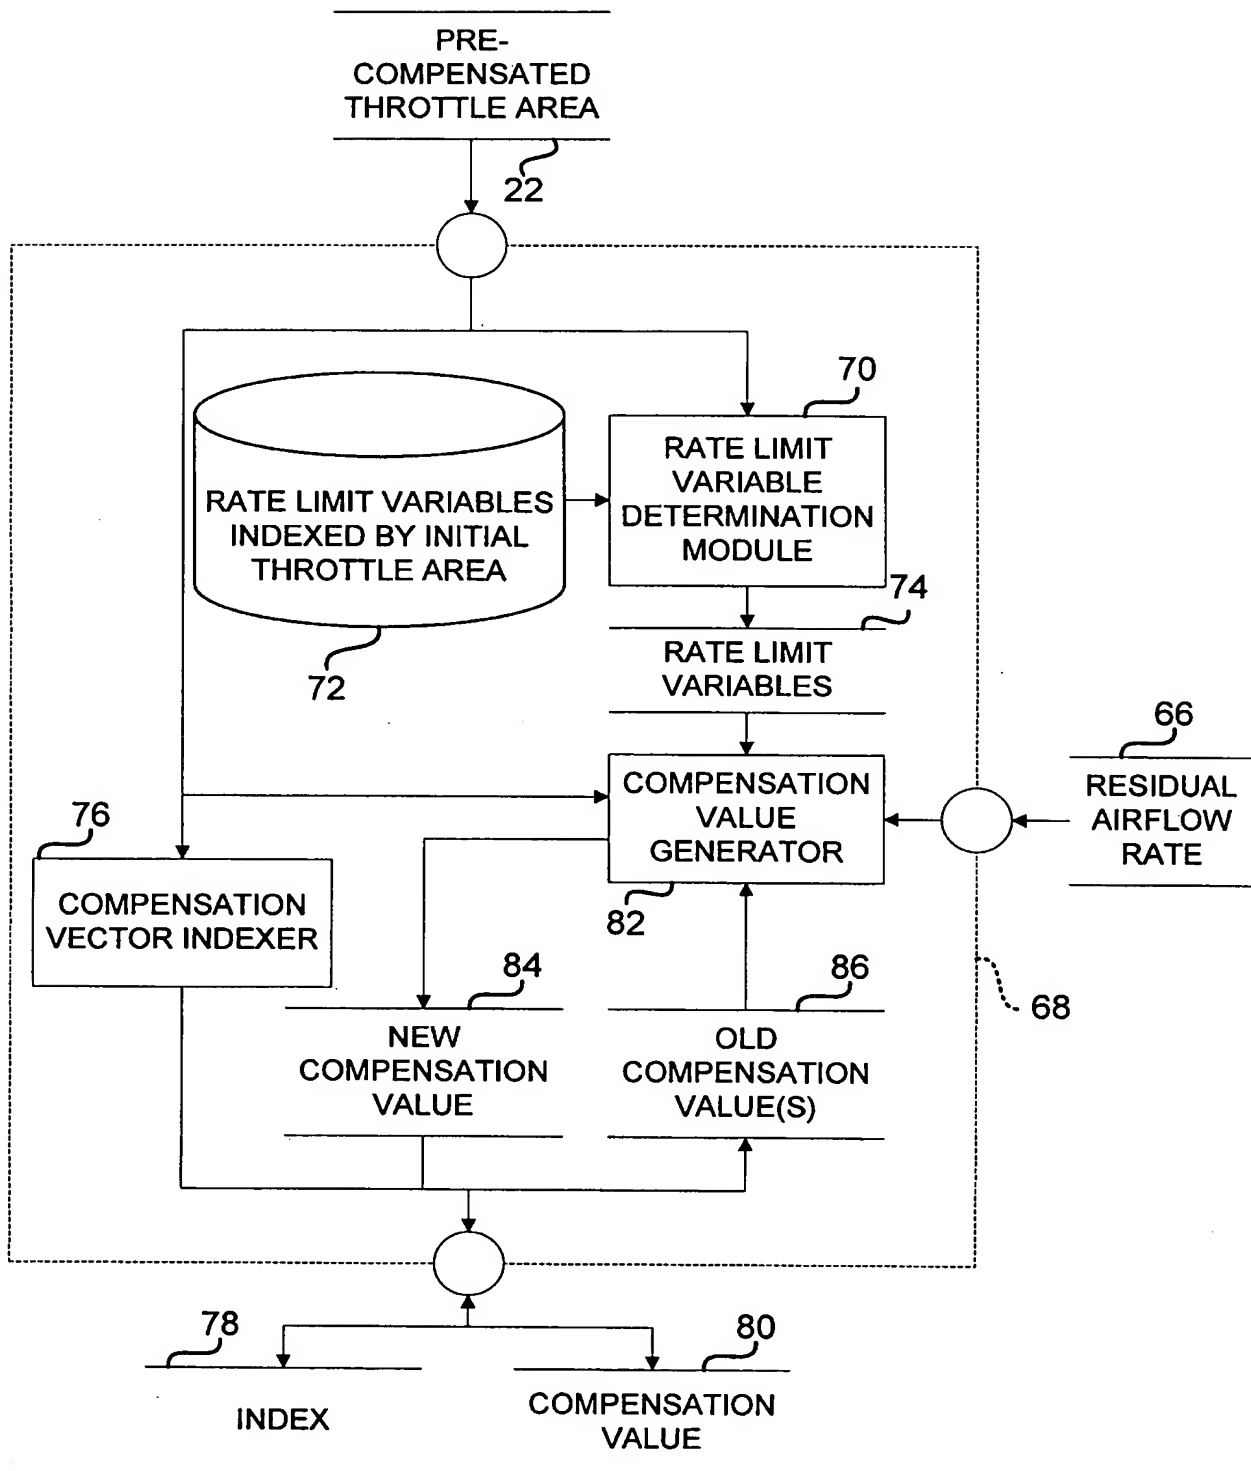 PRE-
COMPENSATED
THROTTLE AREA
22
70
RATE LIMIT
VARIABLE
DETERMINATION
MODULE
RATE LIMIT VARIABLES
INDEXED BY INITIAL
THROTTLE AREA
72
74
RATE LIMIT
VARIABLES
66
RESIDUAL
AIRFLOW
RATE
COMPENSATION
VALUE
GENERATOR
82
76
COMPENSATION
VECTOR INDEXER
84
NEW
COMPENSATION
VALUE
86
OLD
COMPENSATION
VALUE(S)
68
78
INDEX
80
COMPENSATION
VALUE